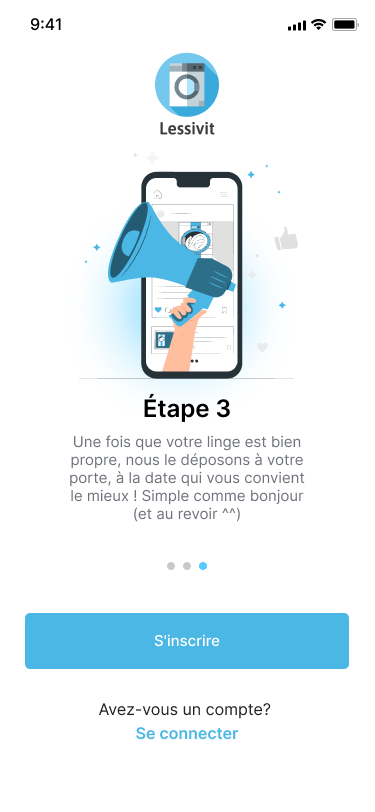 9:41
Lessivit
Étape 3
Une fois que votre linge est bien
propre, nous le déposons à votre
porte, à la date qui vous convient
le mieux ! Simple comme bonjour
(et au revoir ^^)
S'inscrire
Avez-vous un compte?
Se connecter